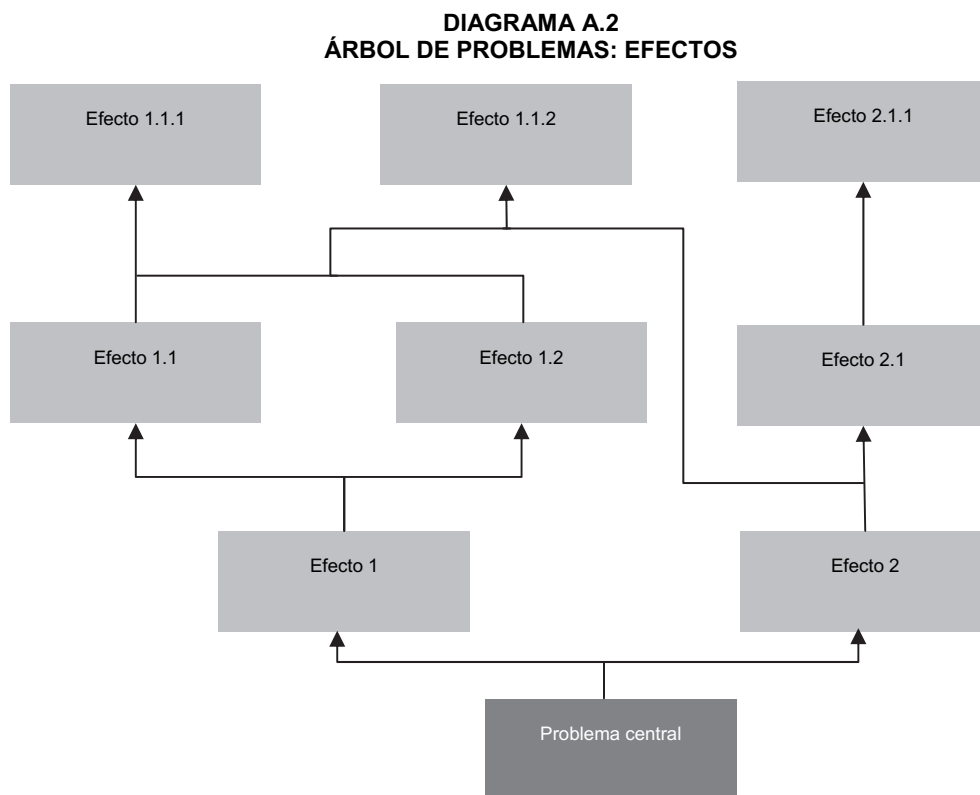 DIAGRAMA A.2
ÁRBOL DE PROBLEMAS: EFECTOS
Efecto 1.1.1
Efecto 1.1.2
Efecto 2.1.1
Efecto 1.1
Efecto 1.2
Efecto 2.1
Efecto 1
Efecto 2
Problema central